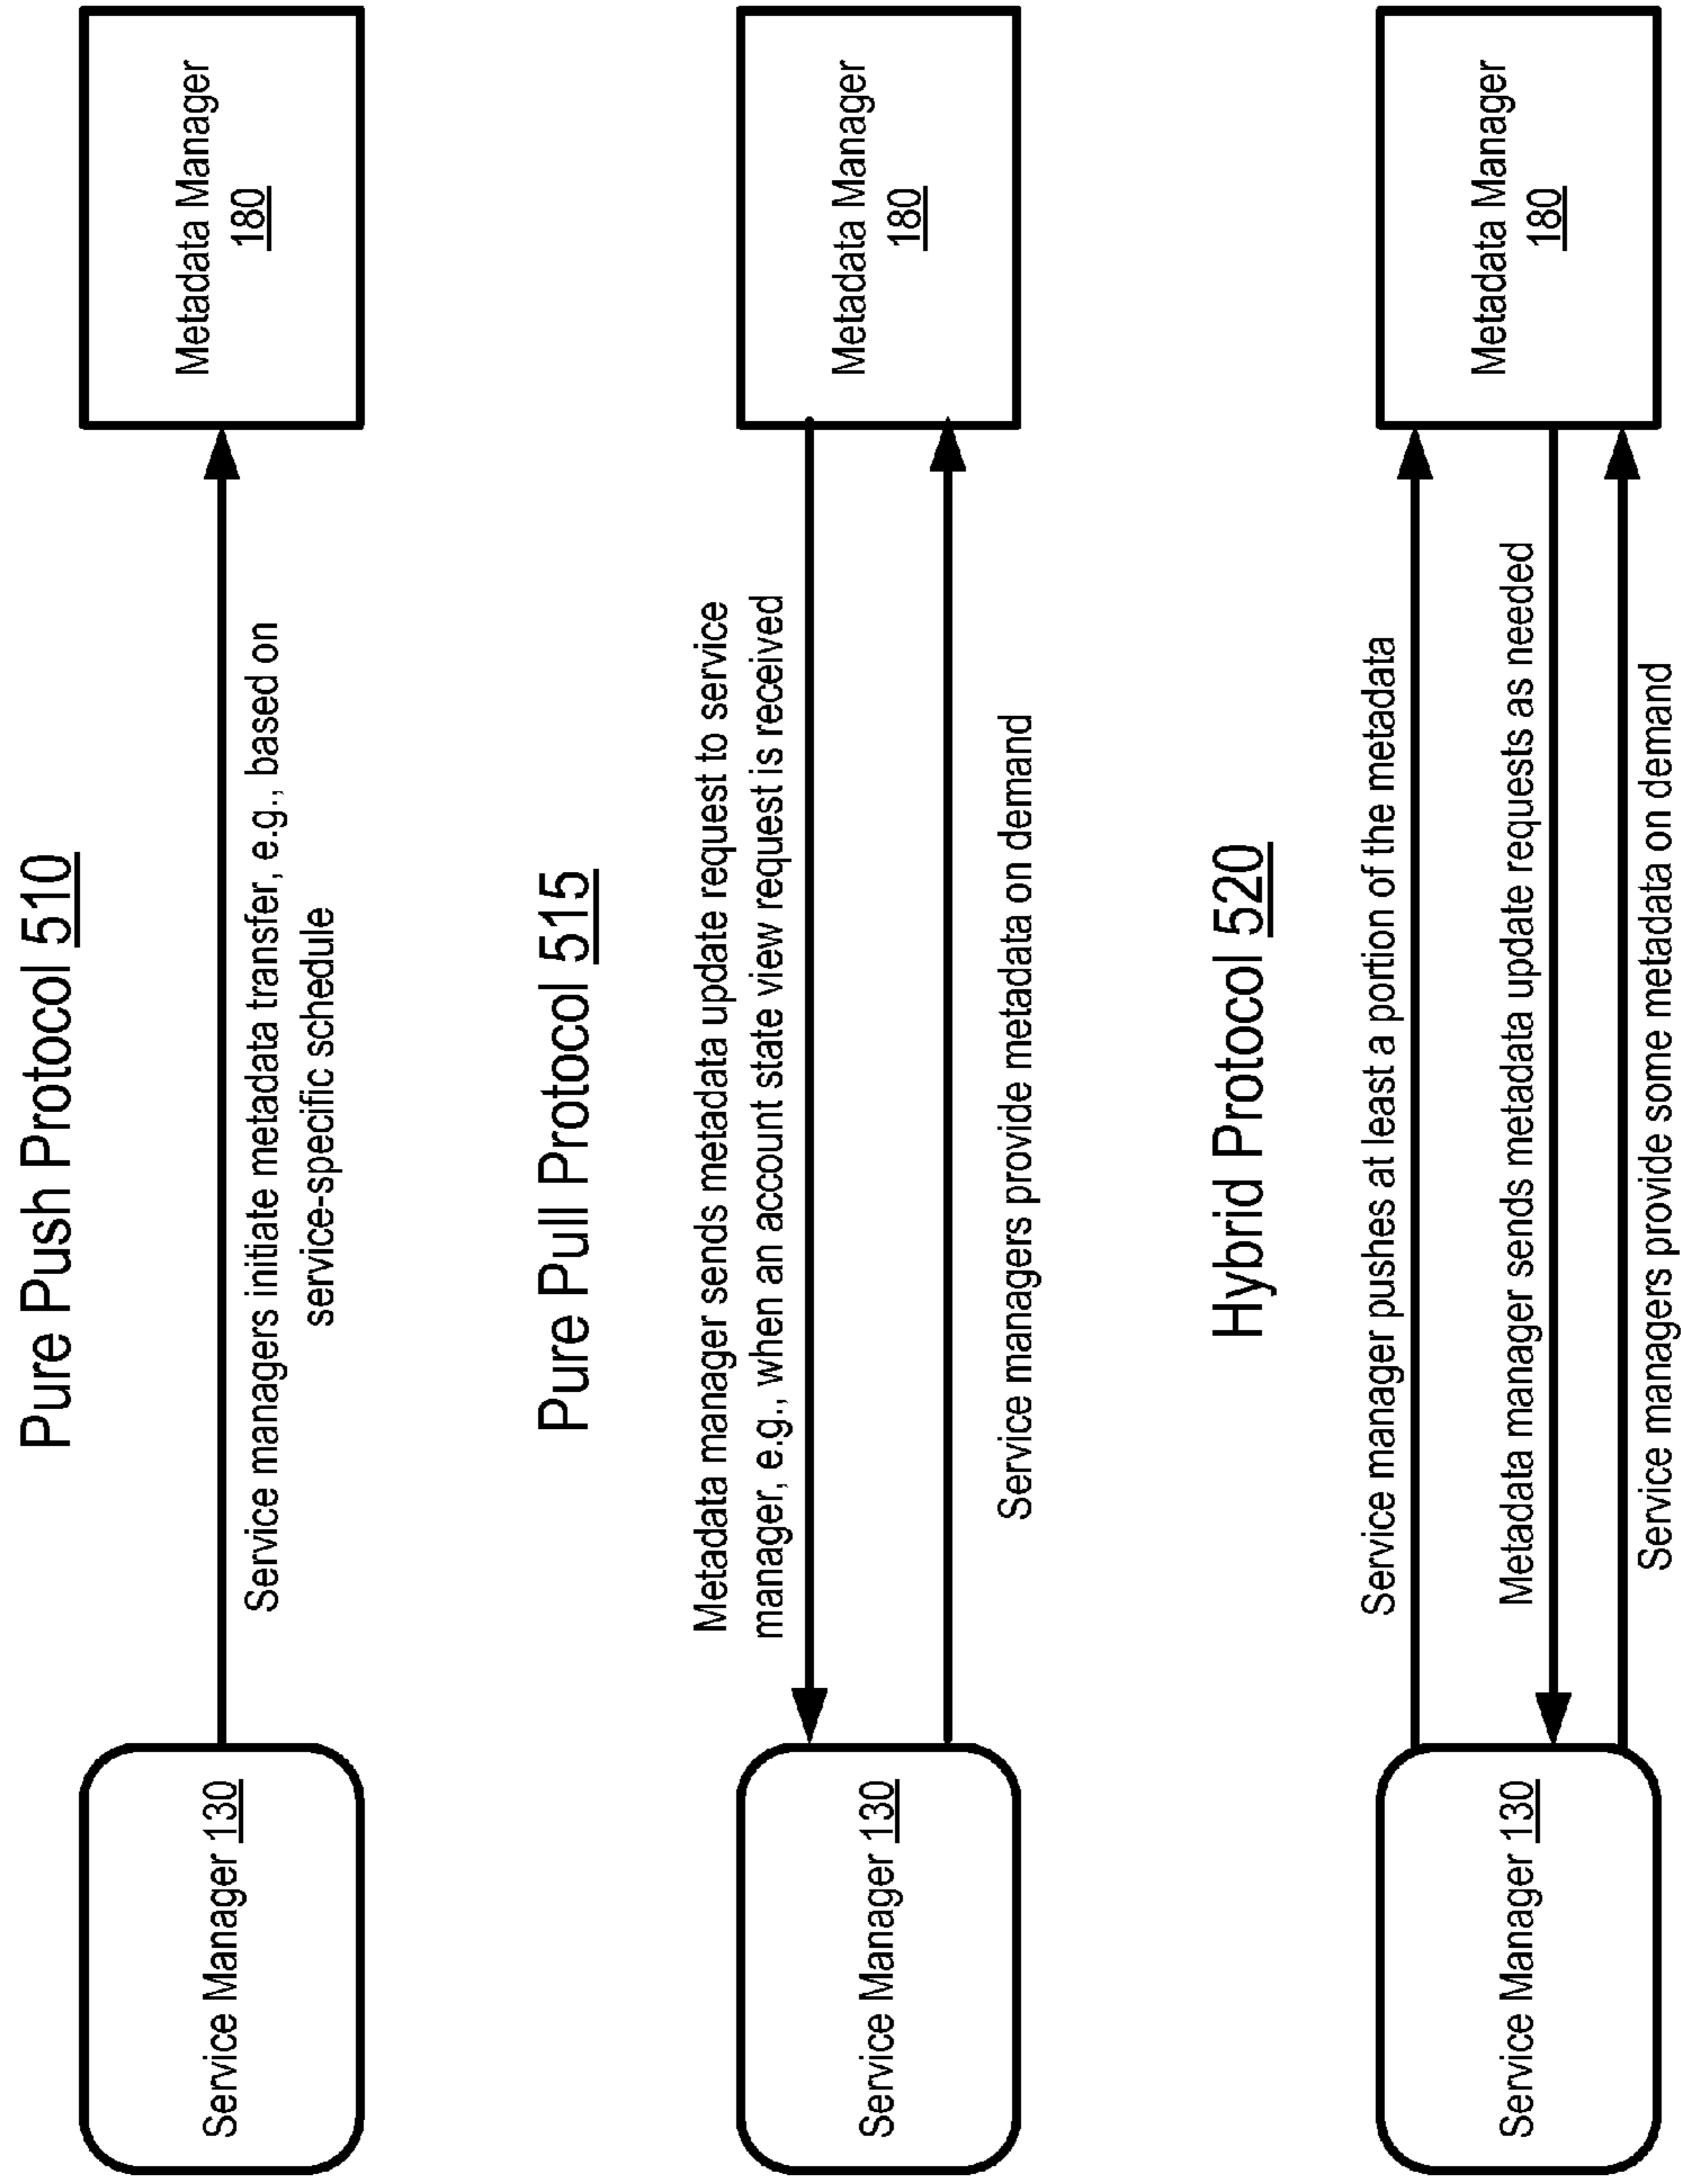 Pure Push Protocol 510
Service Manager 130
Service managers initiate metadata transfer, e.g., based on
service-specific schedule
Metadata Manager
180
Pure Pull Protocol 515
Service Manager 130
Metadata manager sends metadata update request to service
manager, e.g., when an account state view request is received
Service managers provide metadata on demand
Metadata Manager
180
Hybrid Protocol 520
Service Manager 130
Service manager pushes at least a portion of the metadata
Metadata manager sends metadata update requests as needed
Service managers provide some metadata on demand
Metadata Manager
180